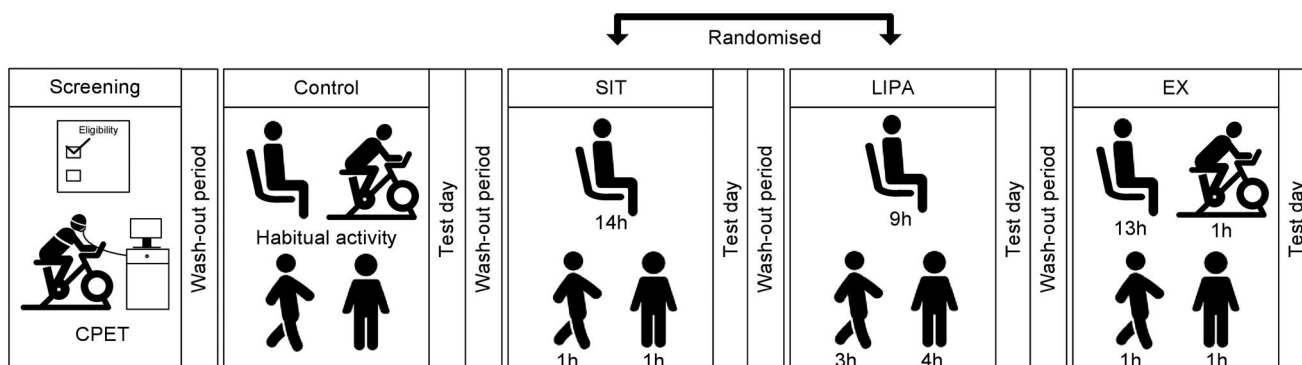 Randomised
Screening
Eligibility
CPET
Wash-out period
Control
Habitual activity
Test day
Wash-out period
SIT
14h
1h
1h
Test day
Wash-out period
LIPA
9h
3h
4h
Test day
Wash-out period
EX
13h
1h
1h
1h
Test day